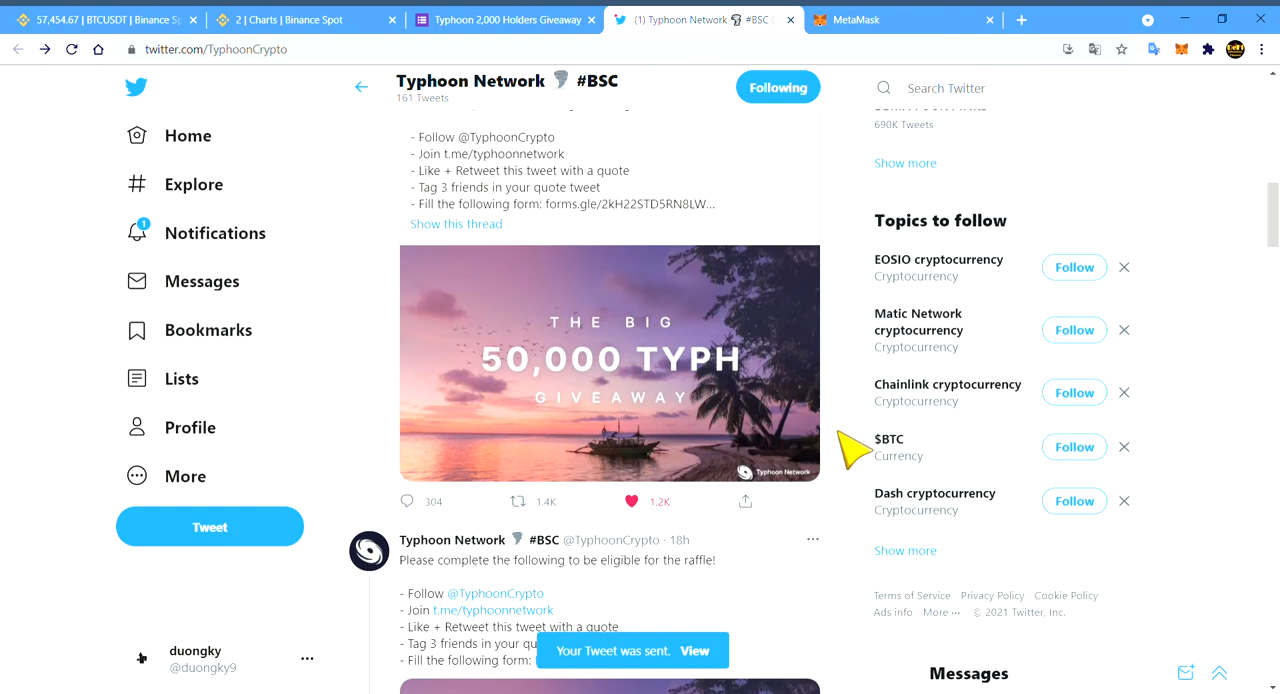 57,454.67 | BTCUSDT | Binance Sp
2 | Charts | Binance Spot
Typhoon 2,000 Holders Giveaway
(1) Typhoon Network 🌪 #BSC
MetaMask
twitter.com/TyphoonCrypto
Typhoon Network 🌪 #BSC
161 Tweets
Following
Search Twitter
Home
Explore
1
Notifications
Messages
Bookmarks
Lists
Profile
More
Tweet
duongky
@duongky9
- Follow @TyphoonCrypto
- Join t.me/typhoonnetwork
- Like + Retweet this tweet with a quote
- Tag 3 friends in your quote tweet
- Fill the following form: forms.gle/2kH22STD5RN8LW...
Show this thread
THE BIG
50,000 TYPH
GIVEAWAY
Typhoon Network
304
1.4K
1.2K
Typhoon Network 🌪 #BSC @TyphoonCrypto · 18h
Please complete the following to be eligible for the raffle!
- Follow @TyphoonCrypto
- Join t.me/typhoonnetwork
- Like + Retweet this tweet with a quote
- Tag 3 friends in your qu
- Fill the following form:
Your Tweet was sent. View
690K Tweets
Show more
Topics to follow
EOSIO cryptocurrency
Cryptocurrency
Follow
Matic Network
cryptocurrency
Cryptocurrency
Follow
Chainlink cryptocurrency
Cryptocurrency
Follow
$BTC
Currency
Follow
Dash cryptocurrency
Cryptocurrency
Follow
Show more
Terms of Service Privacy Policy Cookie Policy
Ads info More ··· © 2021 Twitter, Inc.
Messages